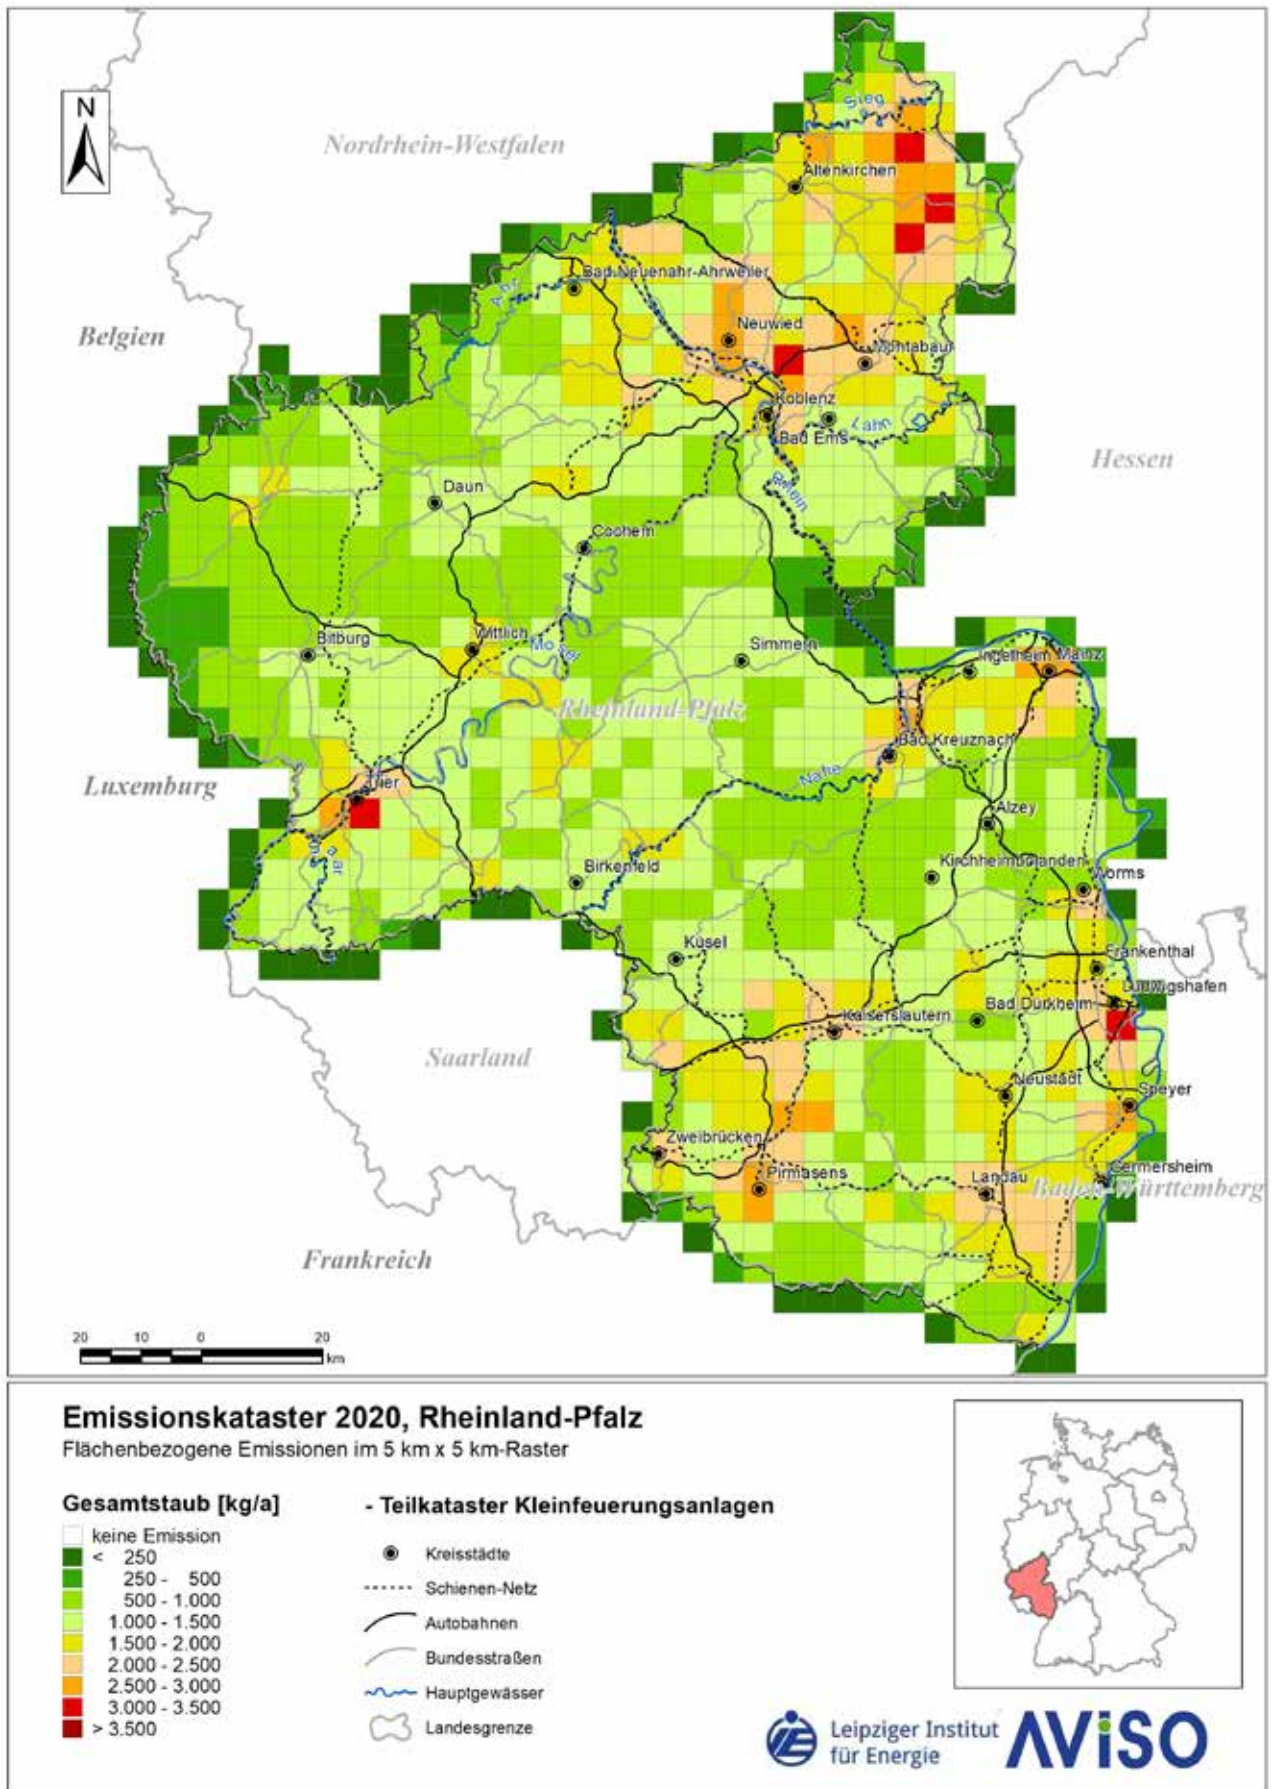 N
Nordrhein-Westfalen
Sieg
Altenkirchen
Bad Neuenahr-Ahrweiler
Ahr
Belgien
Neuwied
Montabaur
Koblenz
Lahn
Bad Ems
Hessen
Rhein
Daun
Cochem
Bitburg
Wittlich
Mosel
Simmern
Ingelheim
Mainz
Rheinland-Pfalz
Bad Kreuznach
Luxemburg
Trier
Nahe
Alzey
Saar
Birkenfeld
Kirchheimbolanden
Worms
Kusel
Frankenthal
Ludwigshafen
Bad Dürkheim
Kaiserslautern
Saarland
Neustadt
Speyer
Zweibrücken
Pirmasens
Landau
Germersheim
Baden-Württemberg
Frankreich
20 10 0 20
km
Emissionskataster 2020, Rheinland-Pfalz
Flächenbezogene Emissionen im 5 km x 5 km-Raster
Gesamtstaub [kg/a]
keine Emission
< 250
250 - 500
500 - 1.000
1.000 - 1.500
1.500 - 2.000
2.000 - 2.500
2.500 - 3.000
3.000 - 3.500
> 3.500
- Teilkataster Kleinfeuerungsanlagen
Kreisstädte
Schienen-Netz
Autobahnen
Bundesstraßen
Hauptgewässer
Landesgrenze
Leipziger Institut
für Energie
AViSO